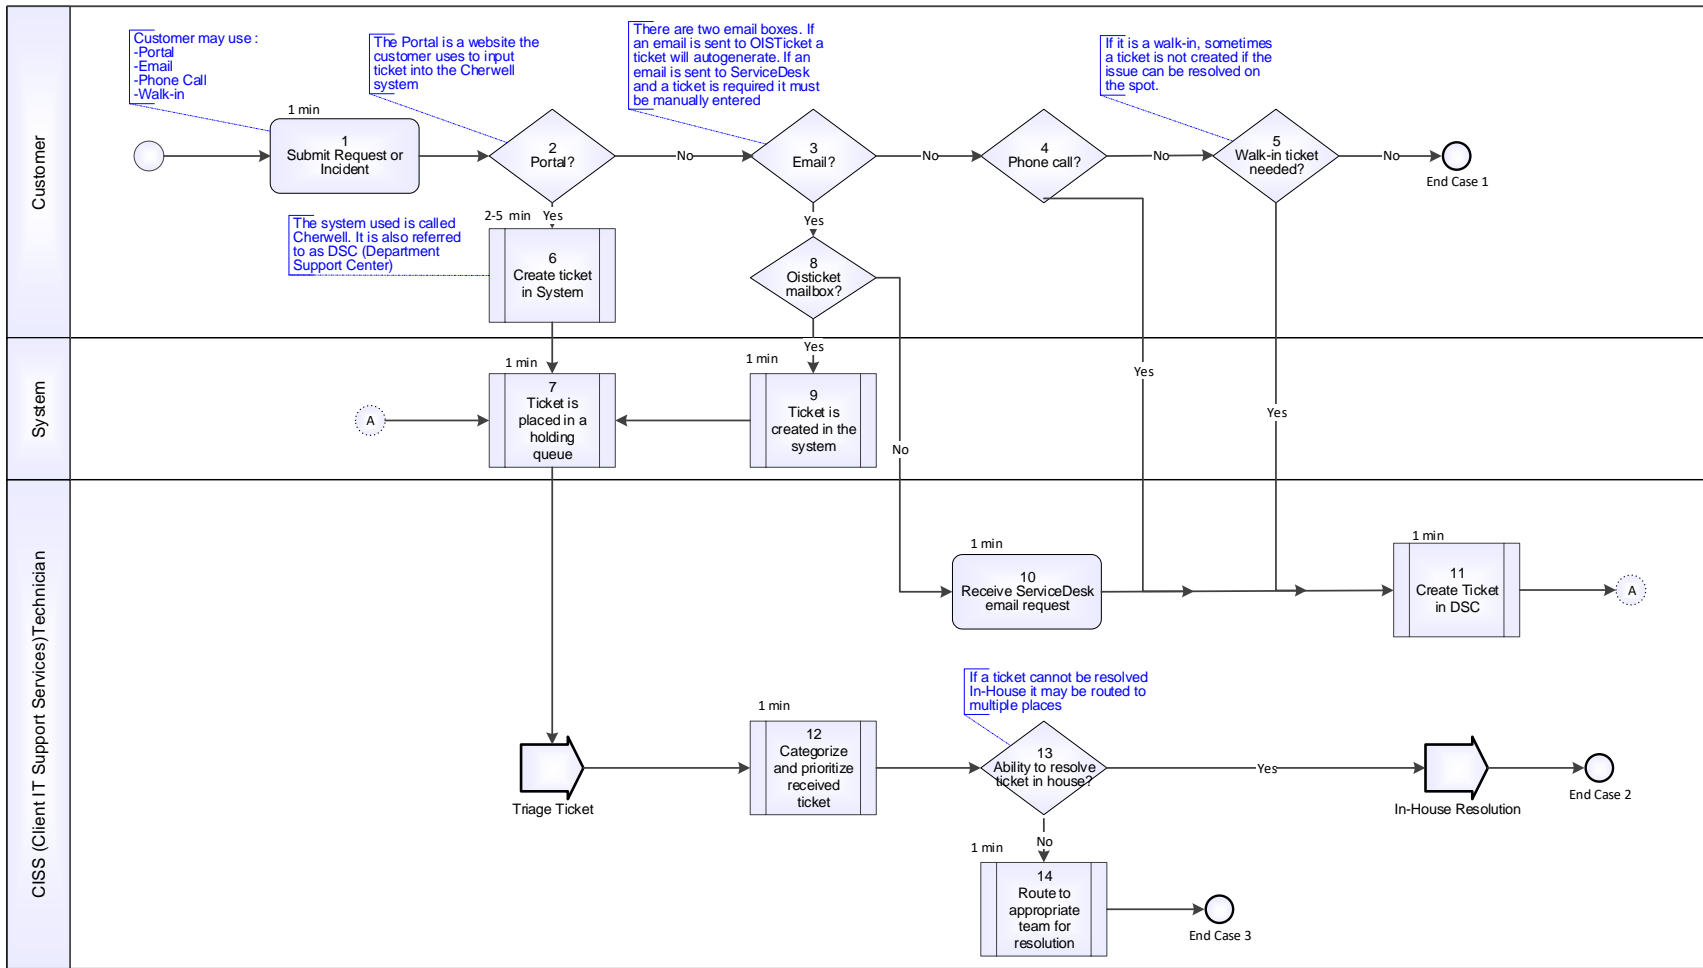 Customer
Customer may use :
-Portal
-Email
-Phone Call
-Walk-in
The Portal is a website the
customer uses to input
ticket into the Cherwell
system
There are two email boxes. If
an email is sent to OISTicket a
ticket will autogenerate. If an
email is sent to ServiceDesk
and a ticket is required it must
be manually entered
If it is a walk-in, sometimes
a ticket is not created if the
issue can be resolved on
the spot.
1 min
1
Submit Request or
Incident
2
Portal?
No
3
Email?
No
4
Phone call?
No
5
Walk-in ticket
needed?
No
End Case 1
The system used is called
Cherwell. It is also referred
to as DSC (Department
Support Center)
2-5 min
Yes
6
Create ticket
in System
Yes
8
Oisticket
mailbox?
System
Yes
1 min
7
Ticket is
placed in a
holding
queue
A
1 min
9
Ticket is
created in the
system
No
Yes
Yes
CISS (Client IT Support Services)Technician
1 min
10
Receive ServiceDesk
email request
1 min
11
Create Ticket
in DSC
A
If a ticket cannot be resolved
In-House it may be routed to
multiple places
Triage Ticket
1 min
12
Categorize
and prioritize
received
ticket
13
Ability to resolve
ticket in house?
Yes
In-House Resolution
End Case 2
No
1 min
14
Route to
appropriate
team for
resolution
End Case 3